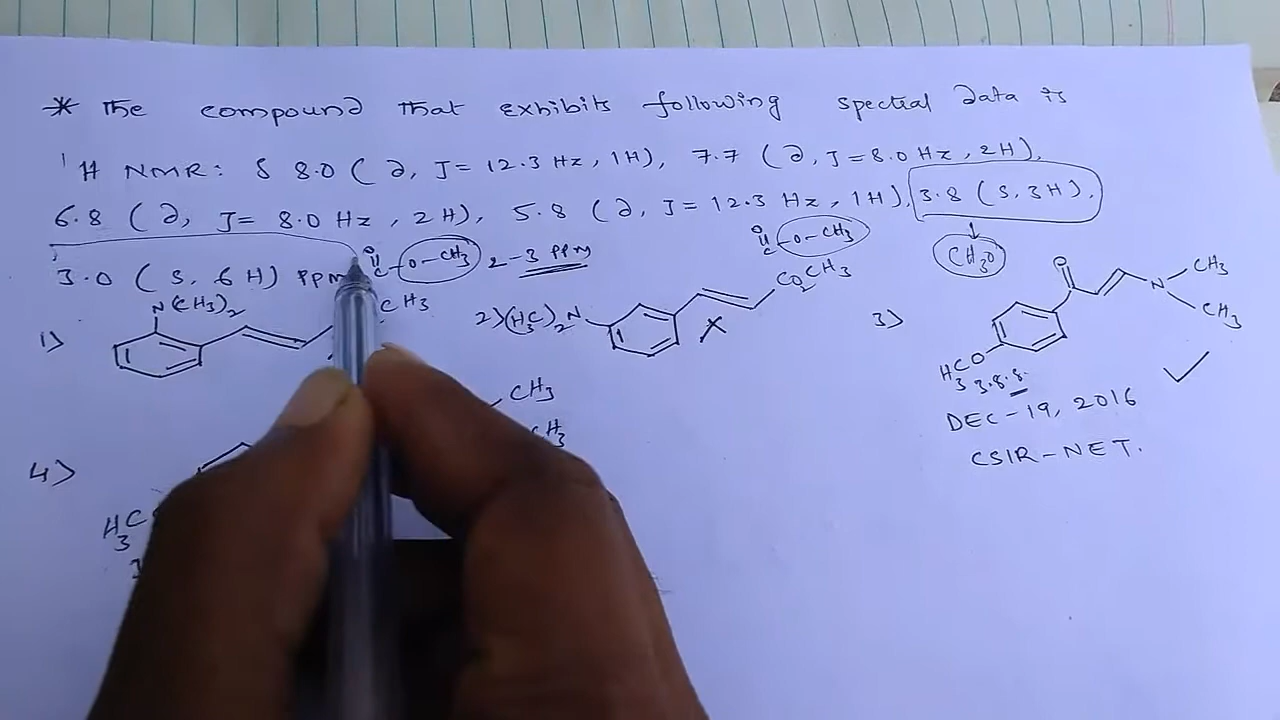 * The compound that exhibits following spectral data is
¹H NMR: δ 8.0 (d, J = 12.3 Hz, 1H), 7.7 (d, J = 8.0 Hz, 2H),
6.8 (d, J = 8.0 Hz, 2H), 5.8 (d, J = 12.3 Hz, 1H), 3.8 (s, 3H),
3.0 (s, 6H) ppm
O
C-O-CH3 2-3 ppm
O
C-O-CH3
CH3O
1) N(CH3)2
CH3
2) (H3C)2N
CO2CH3
3) O
N
CH3
CH3
H3CO
3.8 s.
DEC-19, 2016
CSIR-NET.
4)
CH3
CH3
H3C